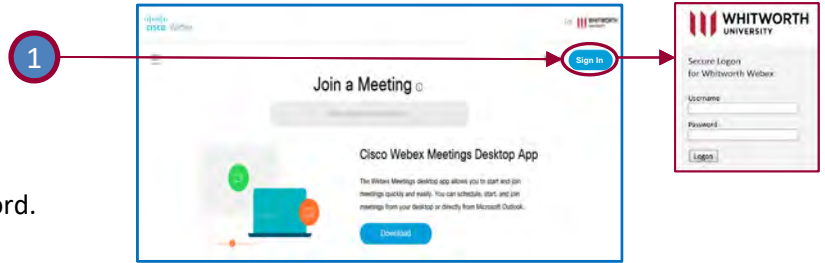 1
cisco Webex
WHITWORTH
Sign In
Join a Meeting
Cisco Webex Meetings Desktop App
The Webex Meetings desktop app allows you to start and join
meetings quickly and easily. You can schedule, start, and join
meetings from your desktop or directly from Microsoft Outlook.
Download
ord.
WHITWORTH
UNIVERSITY
Secure Logon
for Whitworth Webex
Username
Password
Logon